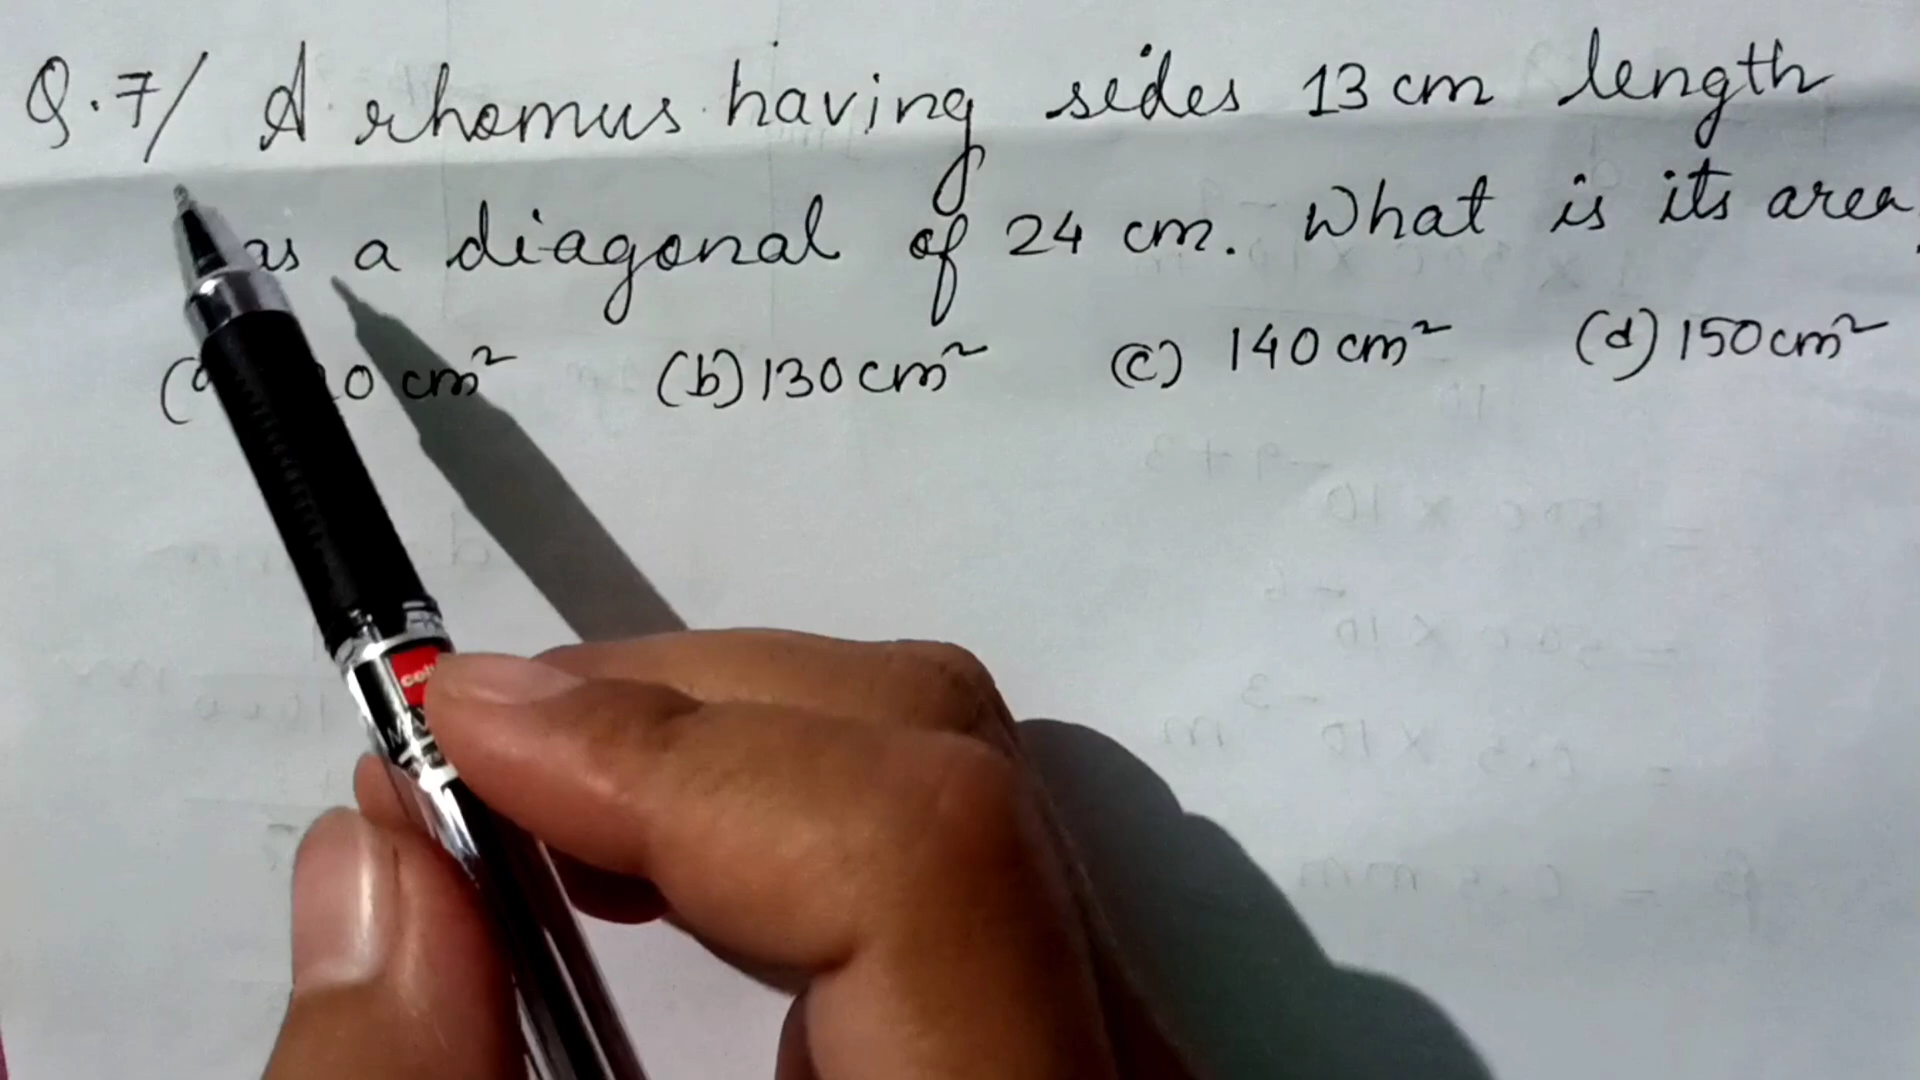 Q.7/ A rhomus having sides 13 cm length
as a diagonal of 24 cm. What is its area,
0 cm² (b) 130 cm² (c) 140 cm² (d) 150 cm²